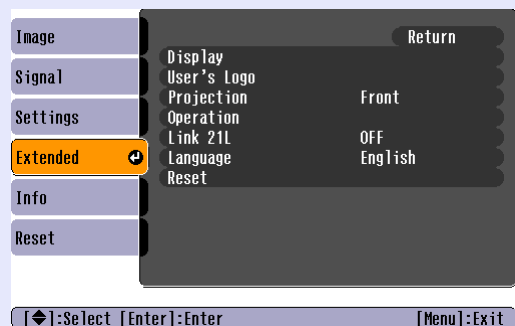 Image
Signal
Settings
Extended
Info
Reset
Return
Display
User's Logo
Projection Front
Operation
Link 21L OFF
Language English
Reset
[◆]:Select [Enter]:Enter [Menu]:Exit